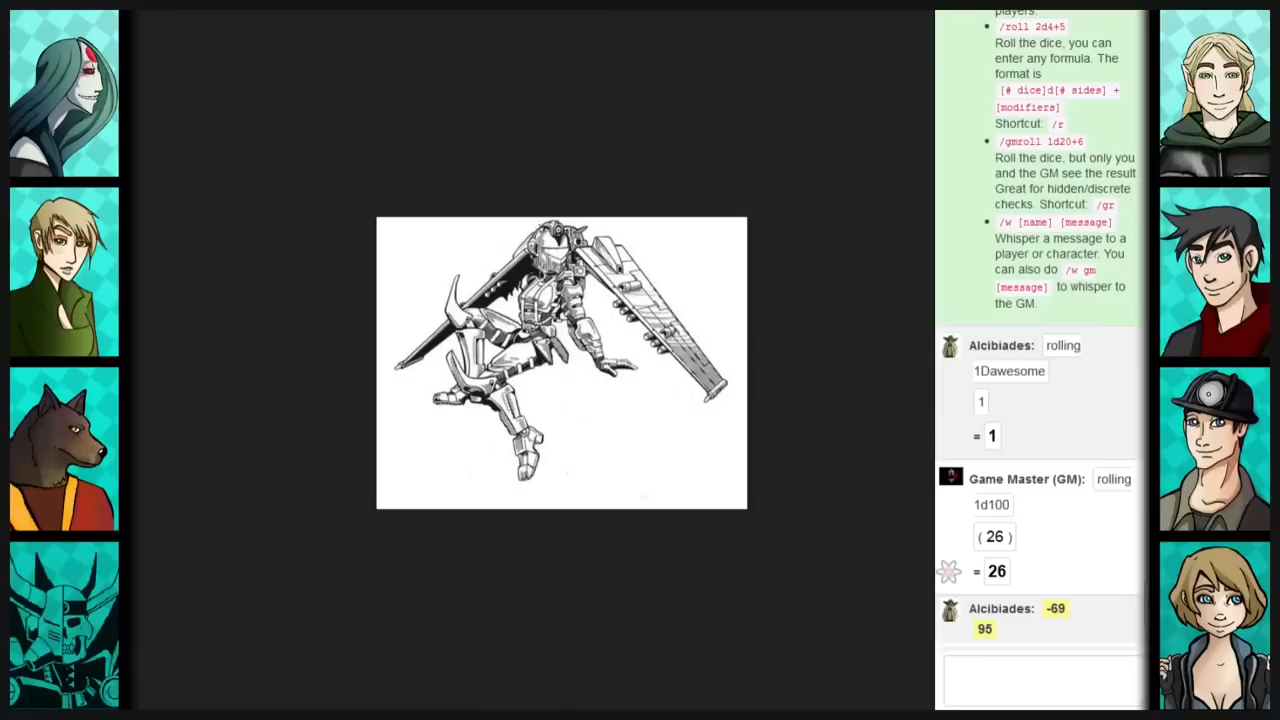 players.
/roll 2d4+5
Roll the dice, you can
enter any formula. The
format is
[# dice]d[# sides] +
[modifiers]
Shortcut: /r
/gmroll 1d20+6
Roll the dice, but only you
and the GM see the result
Great for hidden/discrete
checks. Shortcut: /gr
/w [name] [message]
Whisper a message to a
player or character. You
can also do /w gm
[message] to whisper to
the GM.
Alcibiades: rolling
1Dawesome
1
= 1
Game Master (GM): rolling
1d100
( 26 )
= 26
Alcibiades: -69
95